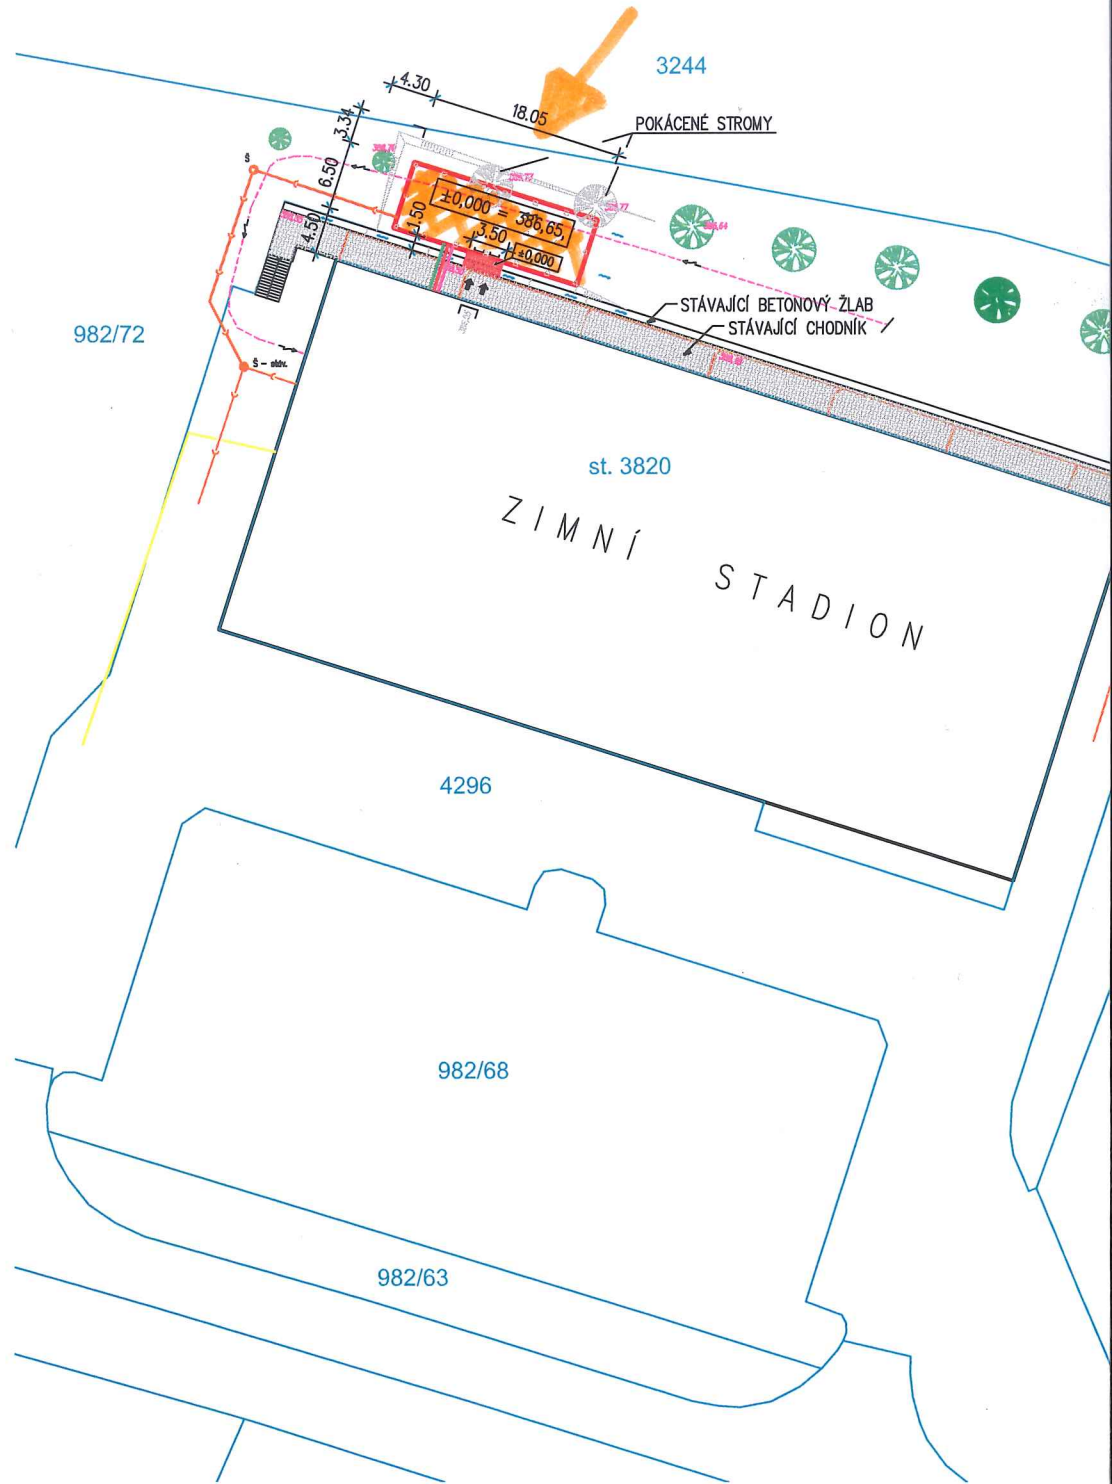 3244
4.30
18.05
POKÁCENÉ STROMY
3.34
6.50
Š
±0,000 = 386,65
1.50
3.50
±0,000
4.50
STÁVAJÍCÍ BETONOVÝ ŽLAB
STÁVAJÍCÍ CHODNÍK
982/72
Š - stáv.
st. 3820
ZIMNÍ STADION
4296
982/68
982/63